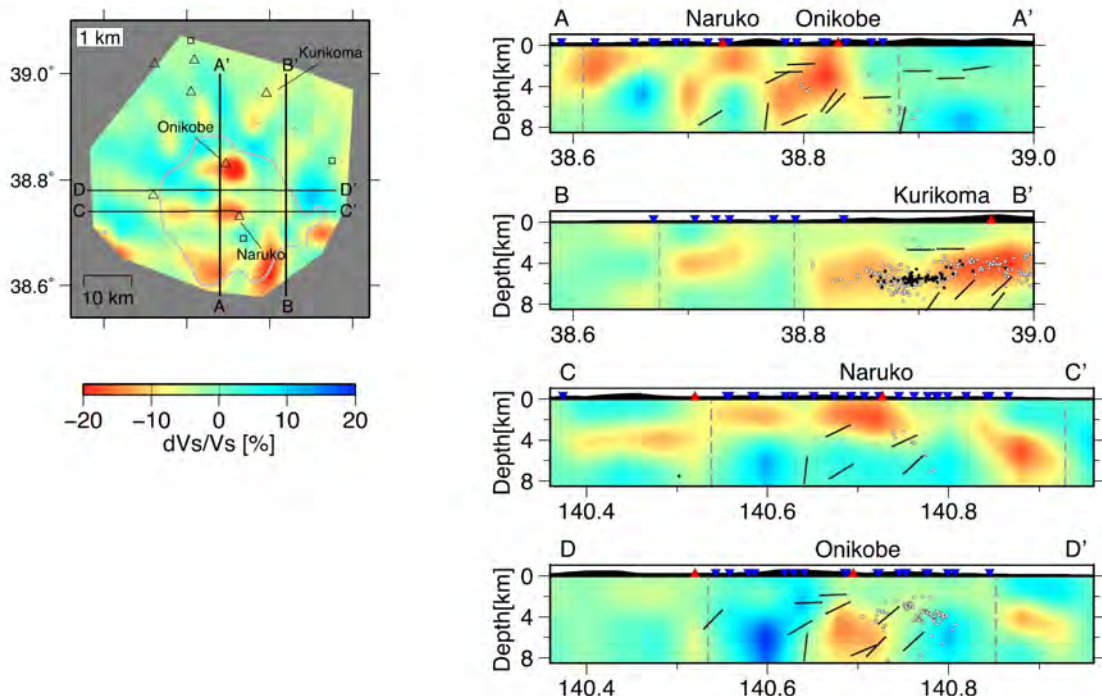 1 km
39.0°
38.8°
38.6°
A'
B'
Kurikoma
Onikobe
D
D'
C
C'
Naruko
10 km
A
B
−20 −10 0 10 20
dVs/Vs [%]
A Naruko Onikobe A'
Depth[km]
0
4
8
38.6 38.8 39.0
B Kurikoma B'
Depth[km]
0
4
8
38.6 38.8 39.0
C Naruko C'
Depth[km]
0
4
8
140.4 140.6 140.8
D Onikobe D'
Depth[km]
0
4
8
140.4 140.6 140.8